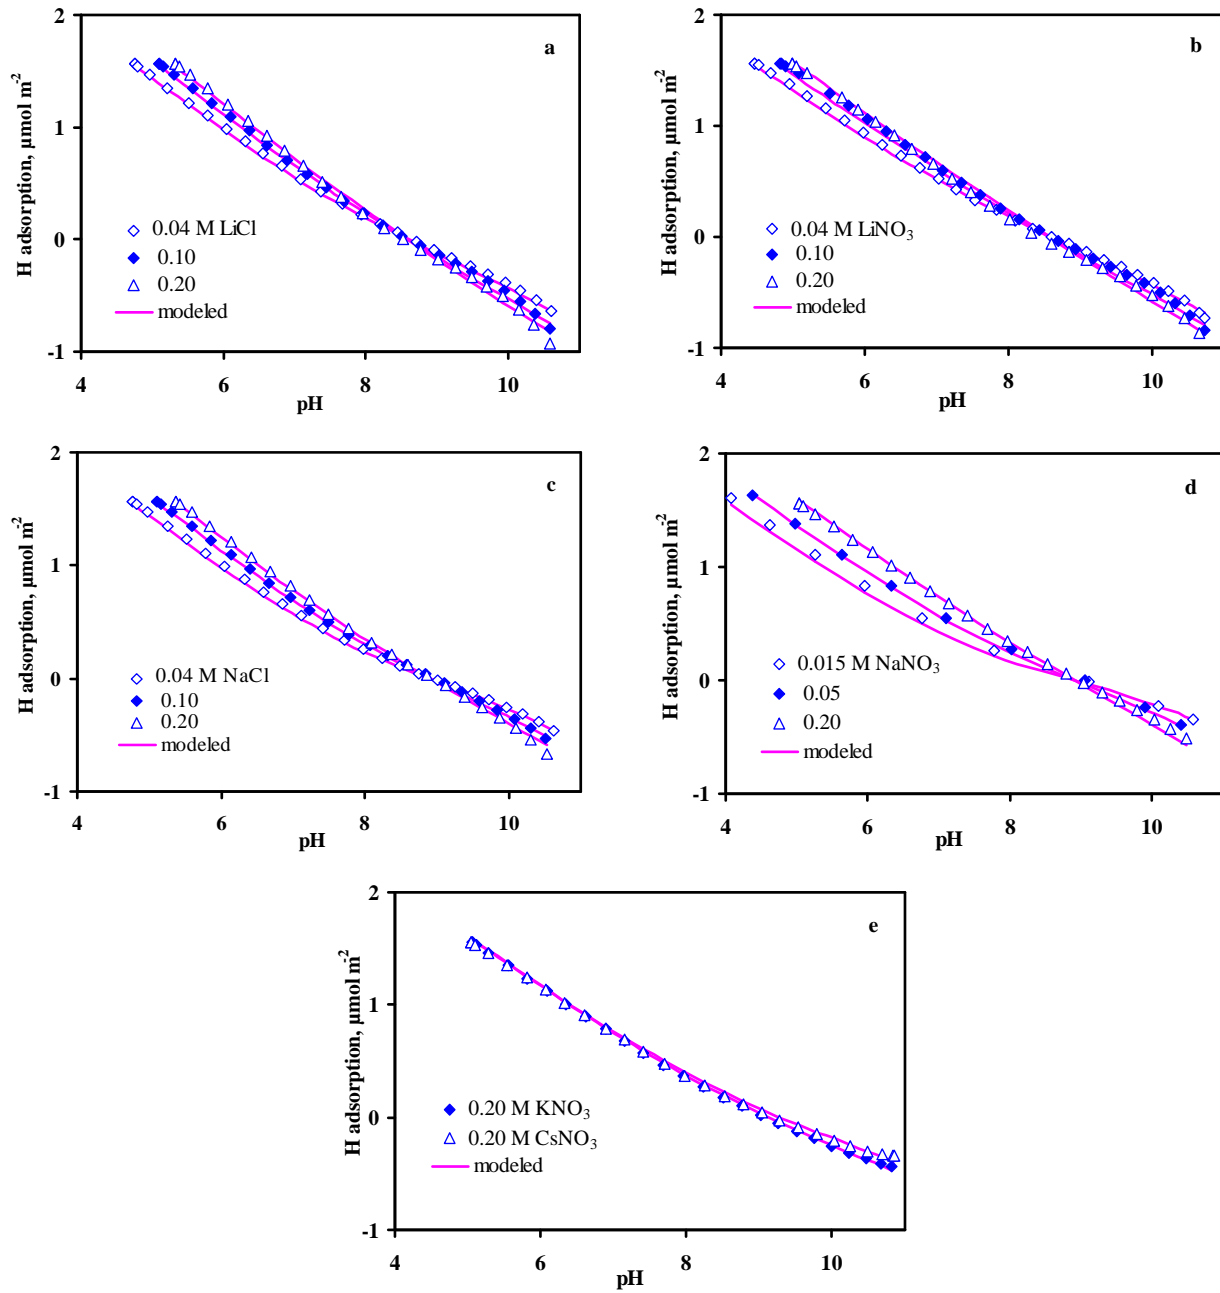 a
H adsorption, µmol m⁻²
2
1
0
-1
0.04 M LiCl
0.10
0.20
modeled
4 6 8 10
pH
b
H adsorption, µmol m⁻²
2
1
0
-1
0.04 M LiNO₃
0.10
0.20
modeled
4 6 8 10
pH
c
H adsorption, µmol m⁻²
2
1
0
-1
0.04 M NaCl
0.10
0.20
modeled
4 6 8 10
pH
d
H adsorption, µmol m⁻²
2
1
0
-1
0.015 M NaNO₃
0.05
0.20
modeled
4 6 8 10
pH
e
H adsorption, µmol m⁻²
2
1
0
-1
0.20 M KNO₃
0.20 M CsNO₃
modeled
4 6 8 10
pH